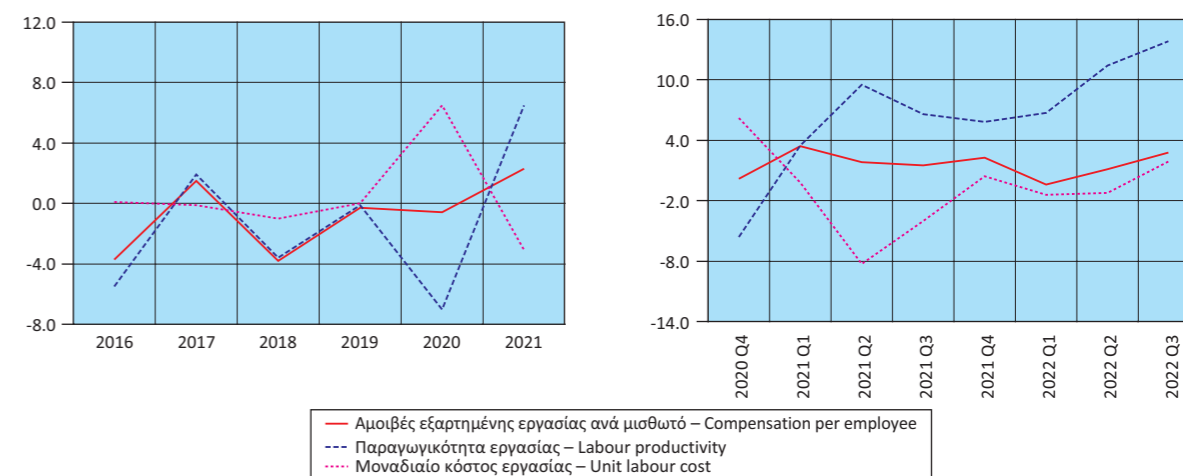 12.0
8.0
4.0
0.0
-4.0
-8.0
2016 2017 2018 2019 2020 2021
16.0
10.0
4.0
-2.0
-8.0
-14.0
2020 Q4
2021 Q1
2021 Q2
2021 Q3
2021 Q4
2022 Q1
2022 Q2
2022 Q3
Αμοιβές εξαρτημένης εργασίας ανά μισθωτό – Compensation per employee
Παραγωγικότητα εργασίας – Labour productivity
Μοναδιαίο κόστος εργασίας – Unit labour cost